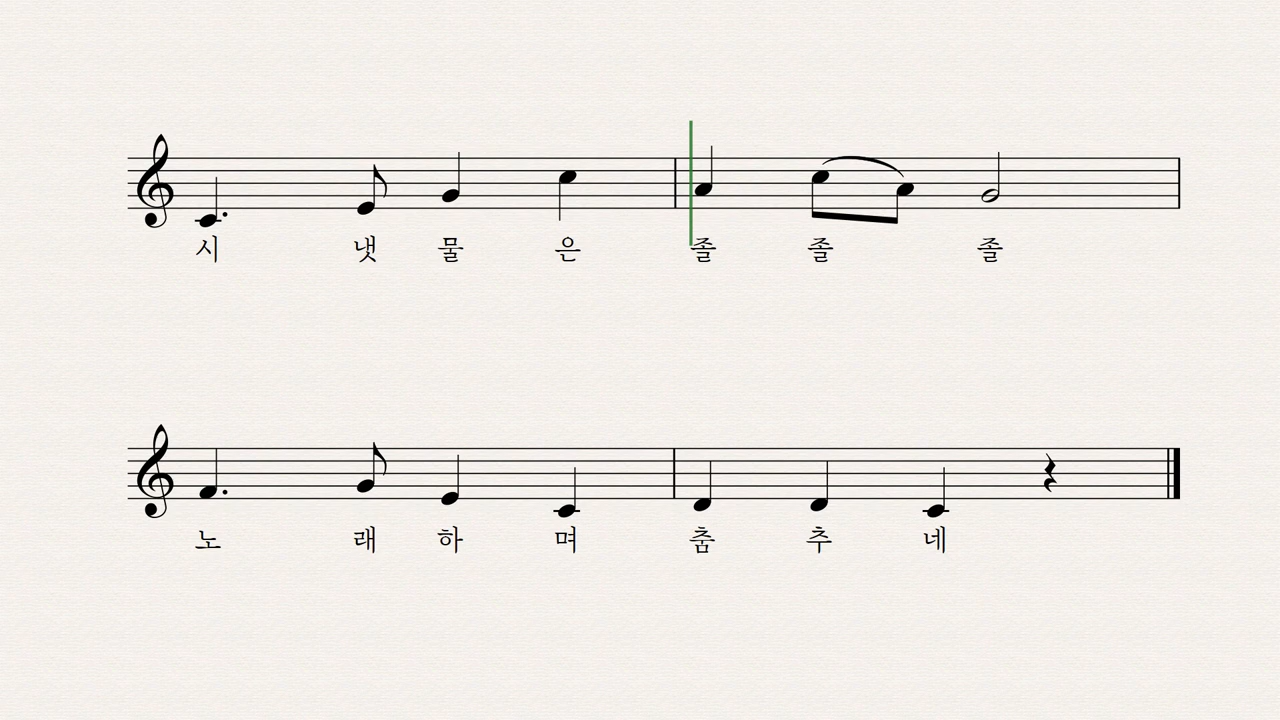 시 냇 물 은 졸 졸 졸
노 래 하 며 춤 추 네